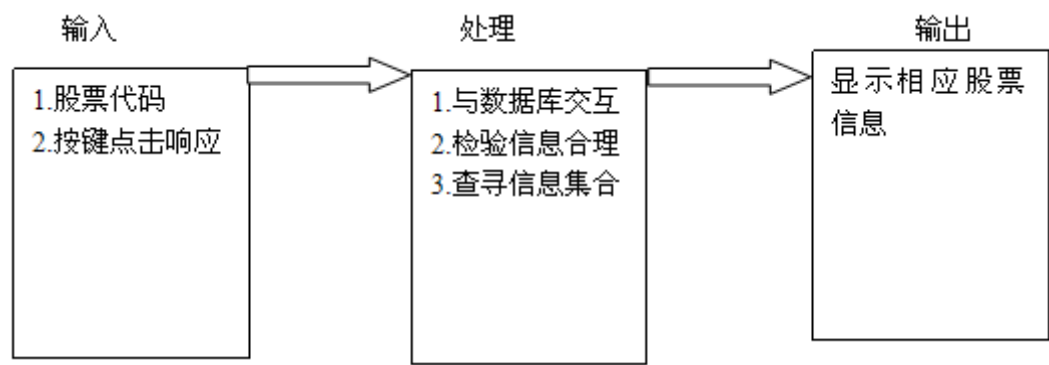 输入
处理
输出
1.股票代码
2.按键点击响应
1.与数据库交互
2.检验信息合理
3.查寻信息集合
显示相应股票
信息